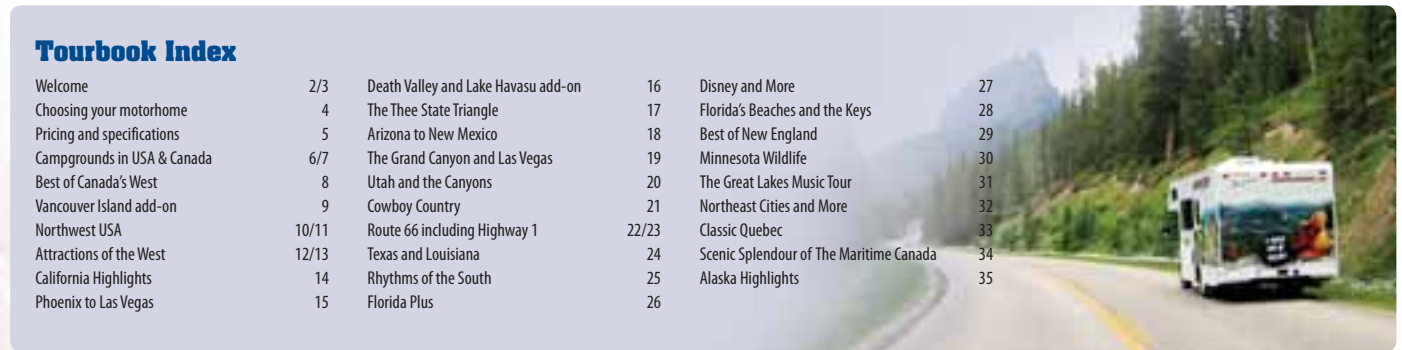 Tourbook Index
Welcome 2/3
Choosing your motorhome 4
Pricing and specifications 5
Campgrounds in USA & Canada 6/7
Best of Canada's West 8
Vancouver Island add-on 9
Northwest USA 10/11
Attractions of the West 12/13
California Highlights 14
Phoenix to Las Vegas 15
Death Valley and Lake Havasu add-on 16
The Thee State Triangle 17
Arizona to New Mexico 18
The Grand Canyon and Las Vegas 19
Utah and the Canyons 20
Cowboy Country 21
Route 66 including Highway 1 22/23
Texas and Louisiana 24
Rhythms of the South 25
Florida Plus 26
Disney and More 27
Florida's Beaches and the Keys 28
Best of New England 29
Minnesota Wildlife 30
The Great Lakes Music Tour 31
Northeast Cities and More 32
Classic Quebec 33
Scenic Splendour of The Maritime Canada 34
Alaska Highlights 35